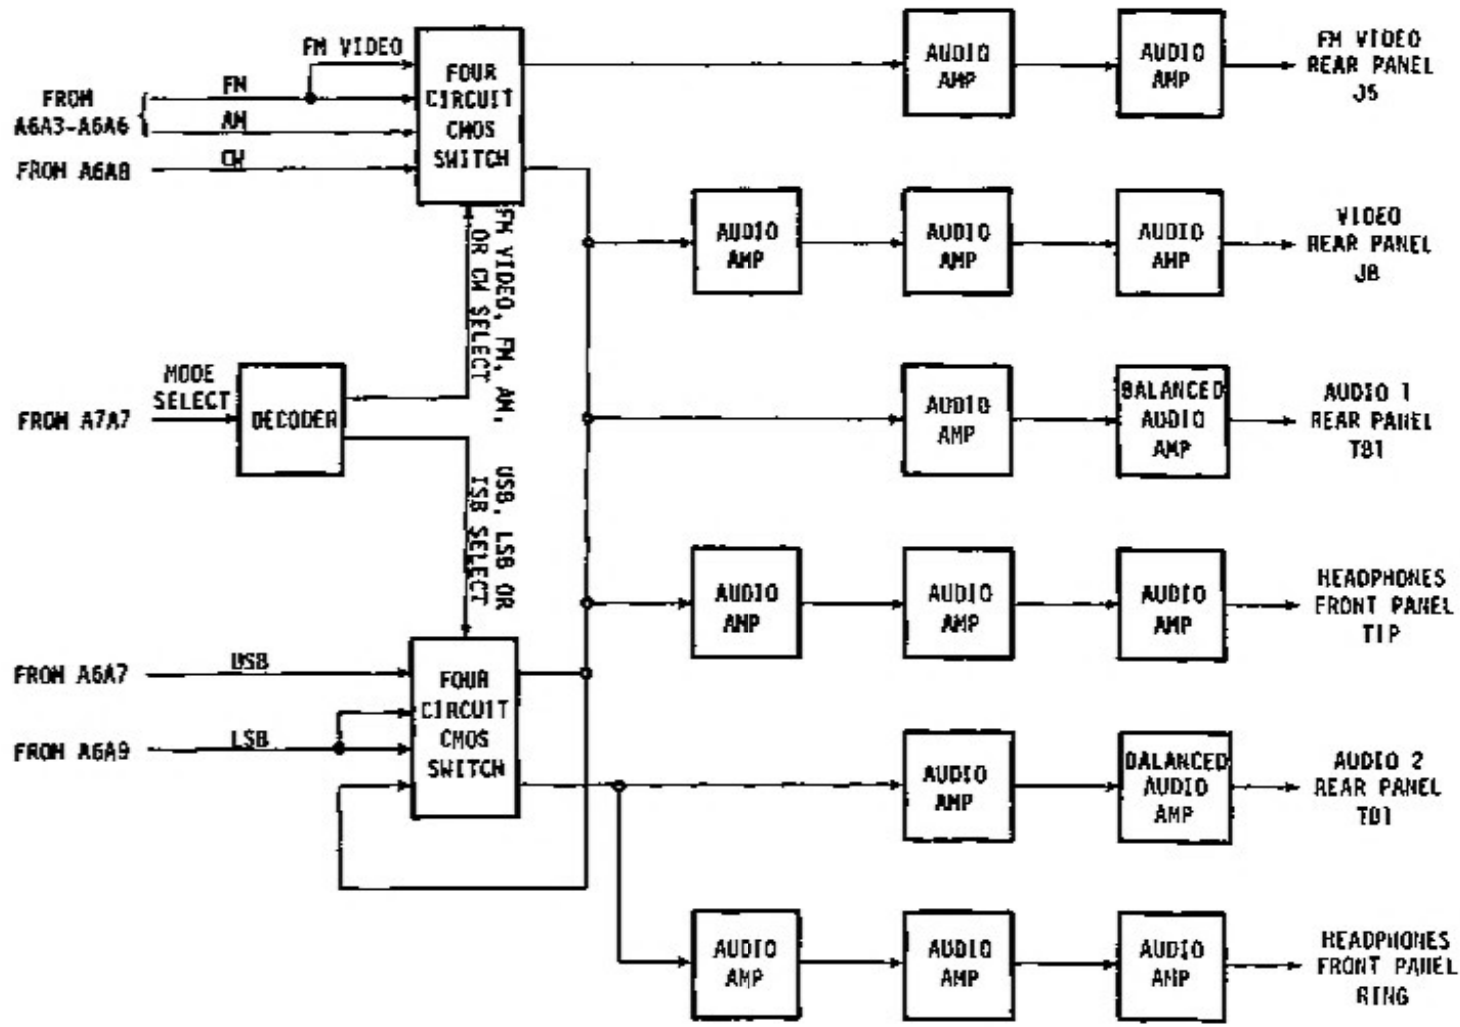 FM VIDEO
FROM
A6A3-A6A6
FM
AM
FROM A6A8
CW
FOUR
CIRCUIT
CMOS
SWITCH
AUDIO
AMP
AUDIO
AMP
FM VIDEO
REAR PANEL
J5
AUDIO
AMP
AUDIO
AMP
AUDIO
AMP
VIDEO
REAR PANEL
J8
FM VIDEO, FM, AM,
OR CW SELECT
FROM A7A7
MODE
SELECT
DECODER
AUDIO
AMP
BALANCED
AUDIO
AMP
AUDIO 1
REAR PANEL
TB1
USB, LSB OR
ISB SELECT
AUDIO
AMP
AUDIO
AMP
AUDIO
AMP
HEADPHONES
FRONT PANEL
TIP
FROM A6A7
USB
FROM A6A9
LSB
FOUR
CIRCUIT
CMOS
SWITCH
AUDIO
AMP
BALANCED
AUDIO
AMP
AUDIO 2
REAR PANEL
TB1
AUDIO
AMP
AUDIO
AMP
AUDIO
AMP
HEADPHONES
FRONT PANEL
RING